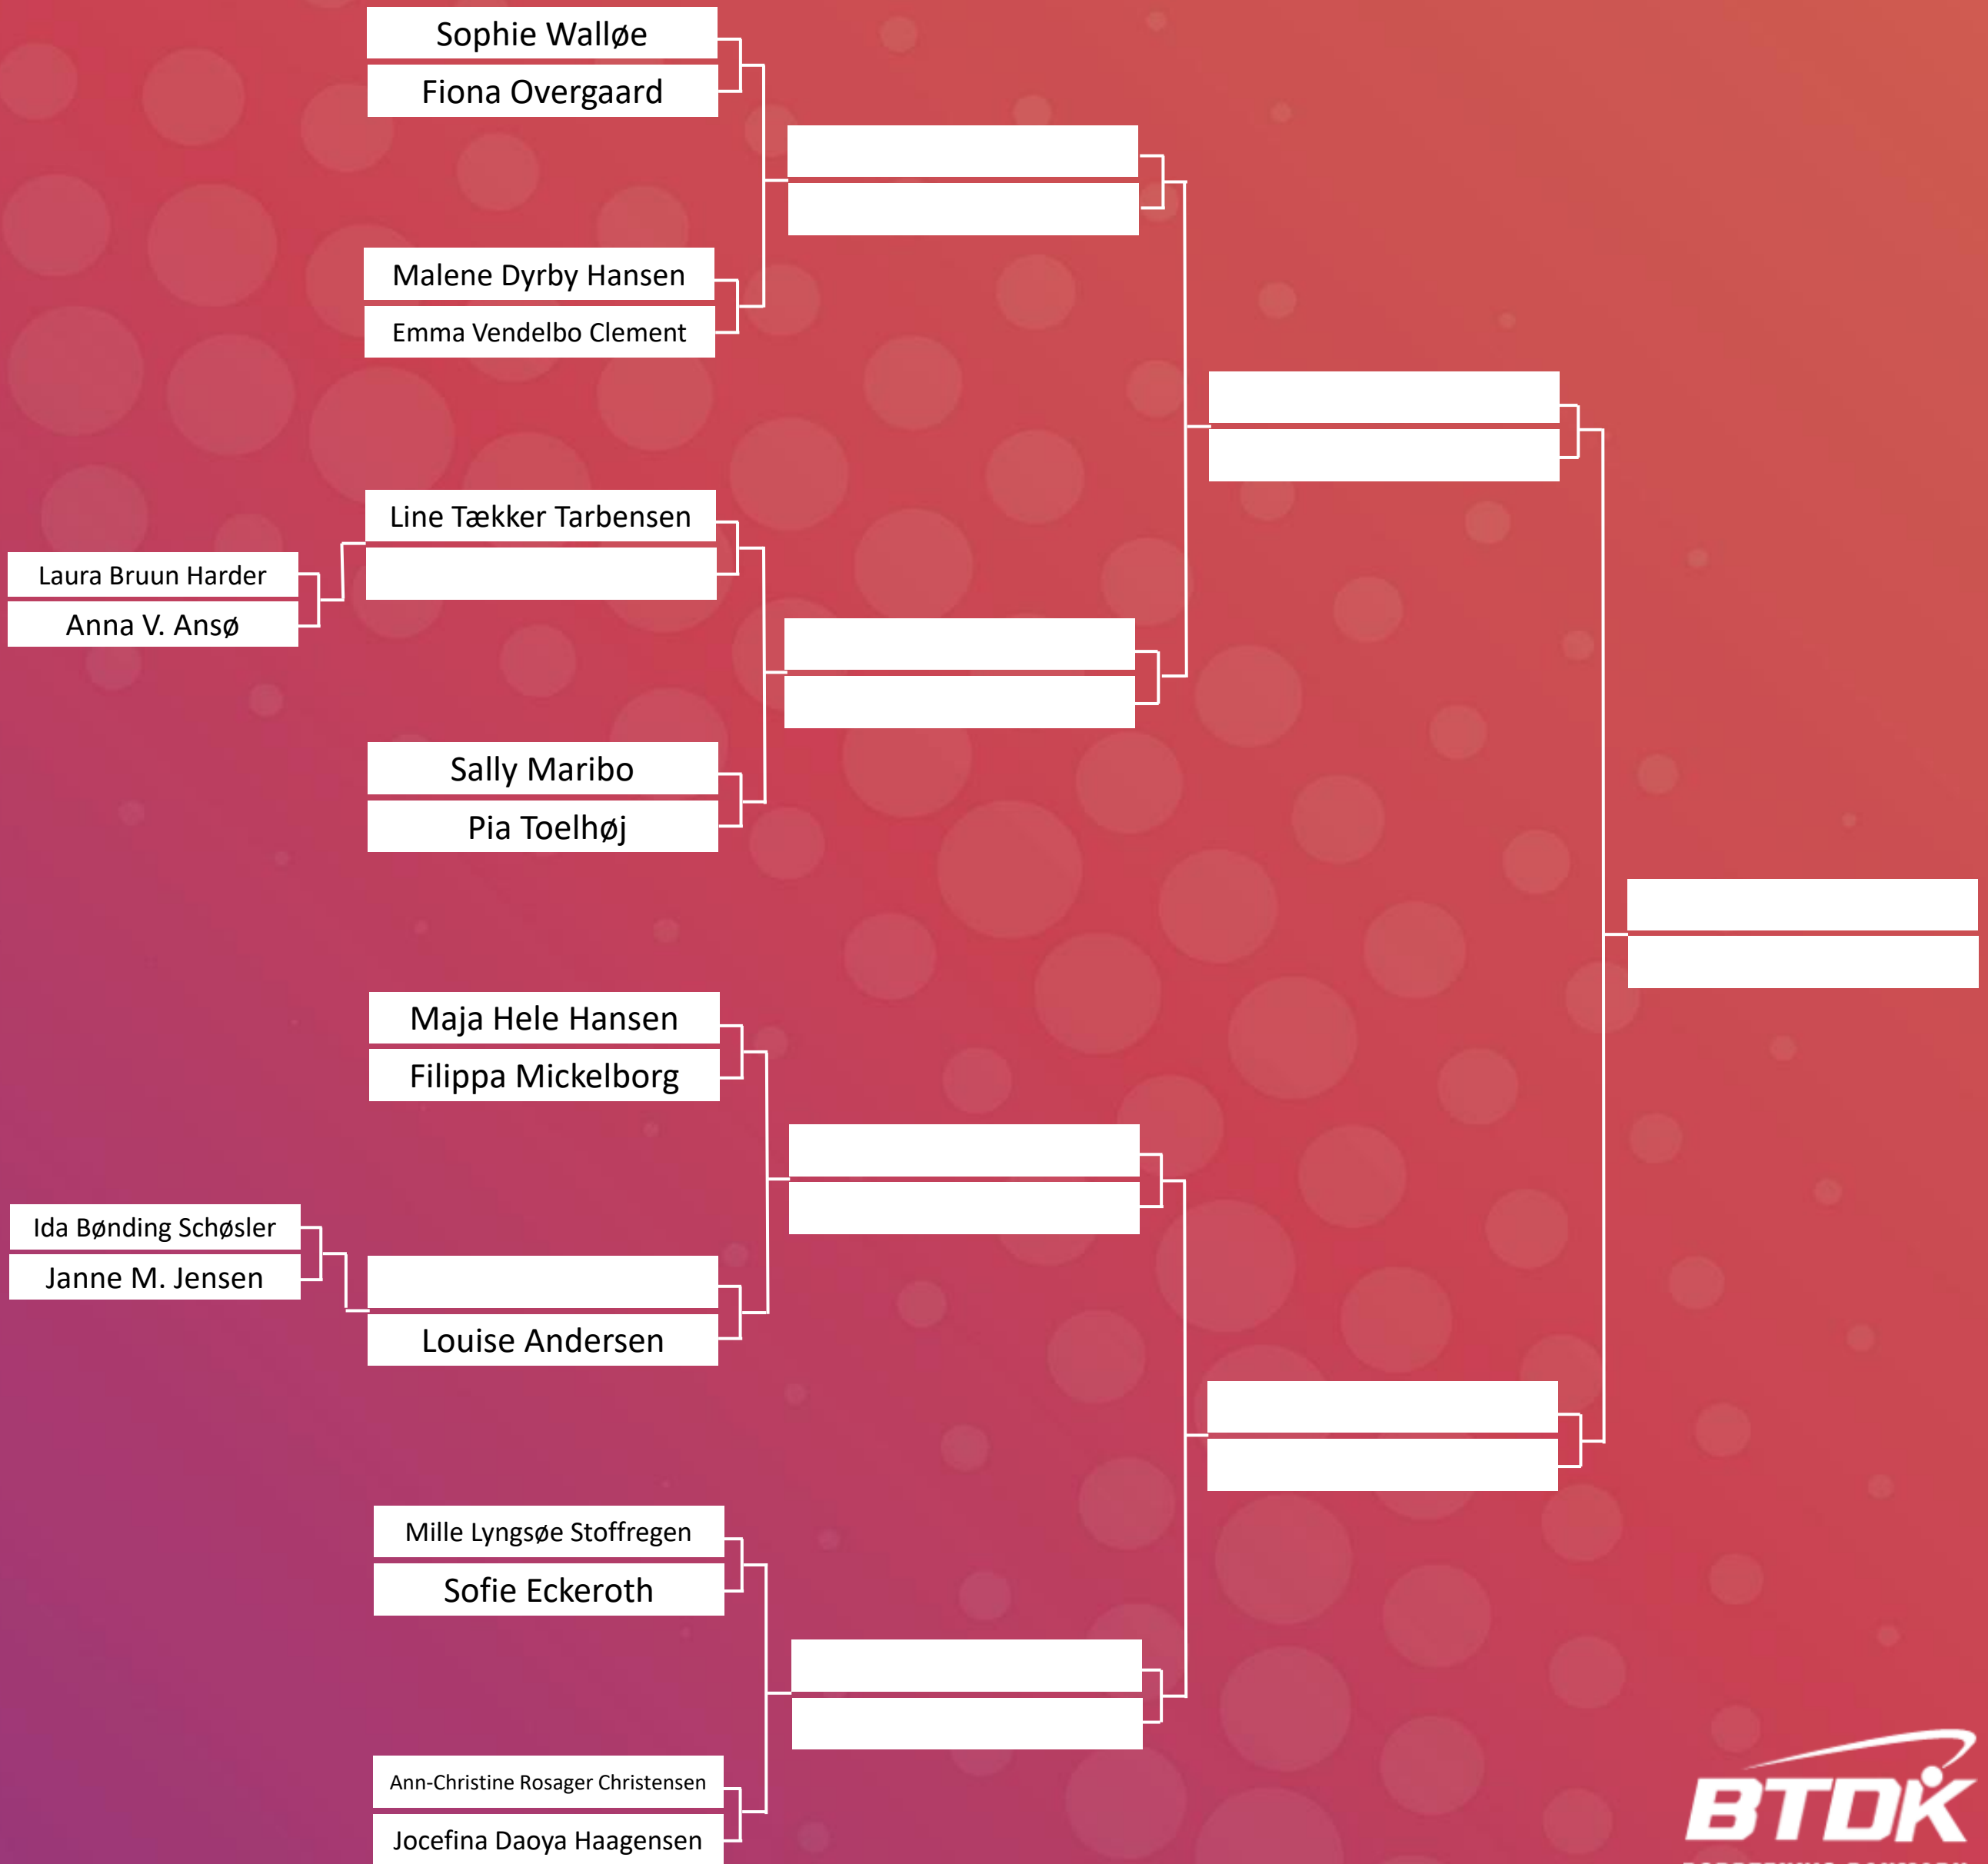 Sophie Walløe
Fiona Overgaard
Malene Dyrby Hansen
Emma Vendelbo Clement
Line Tækker Tarbensen
Laura Bruun Harder
Anna V. Ansø
Sally Maribo
Pia Toelhøj
Maja Hele Hansen
Filippa Mickelborg
Ida Bønding Schøsler
Janne M. Jensen
Louise Andersen
Mille Lyngsøe Stoffregen
Sofie Eckeroth
Ann-Christine Rosager Christensen
Jocefina Daoya Haagensen
BTDK